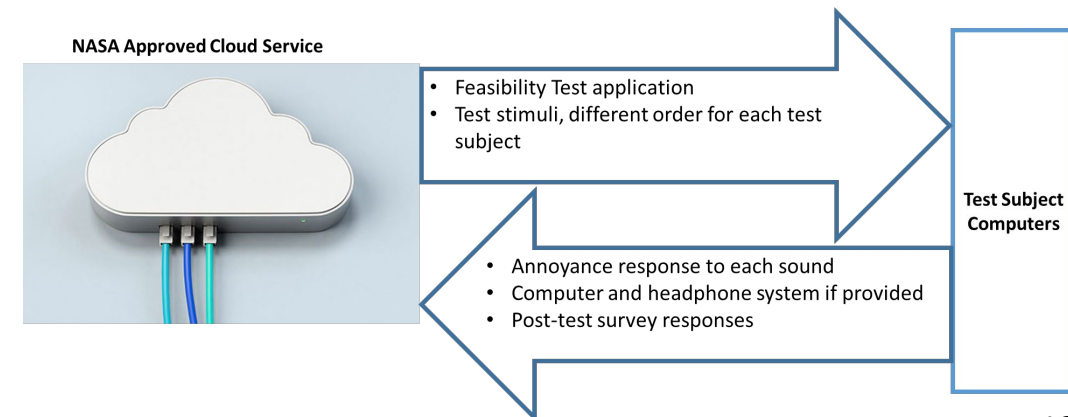 NASA Approved Cloud Service
• Feasibility Test application
• Test stimuli, different order for each test
subject
Test Subject
Computers
• Annoyance response to each sound
• Computer and headphone system if provided
• Post-test survey responses